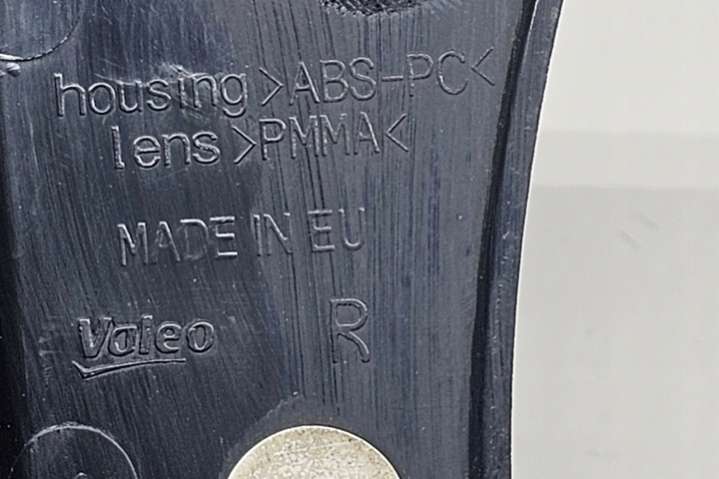 housing >ABS-PC<
lens >PMMA<
MADE IN EU
Valeo R